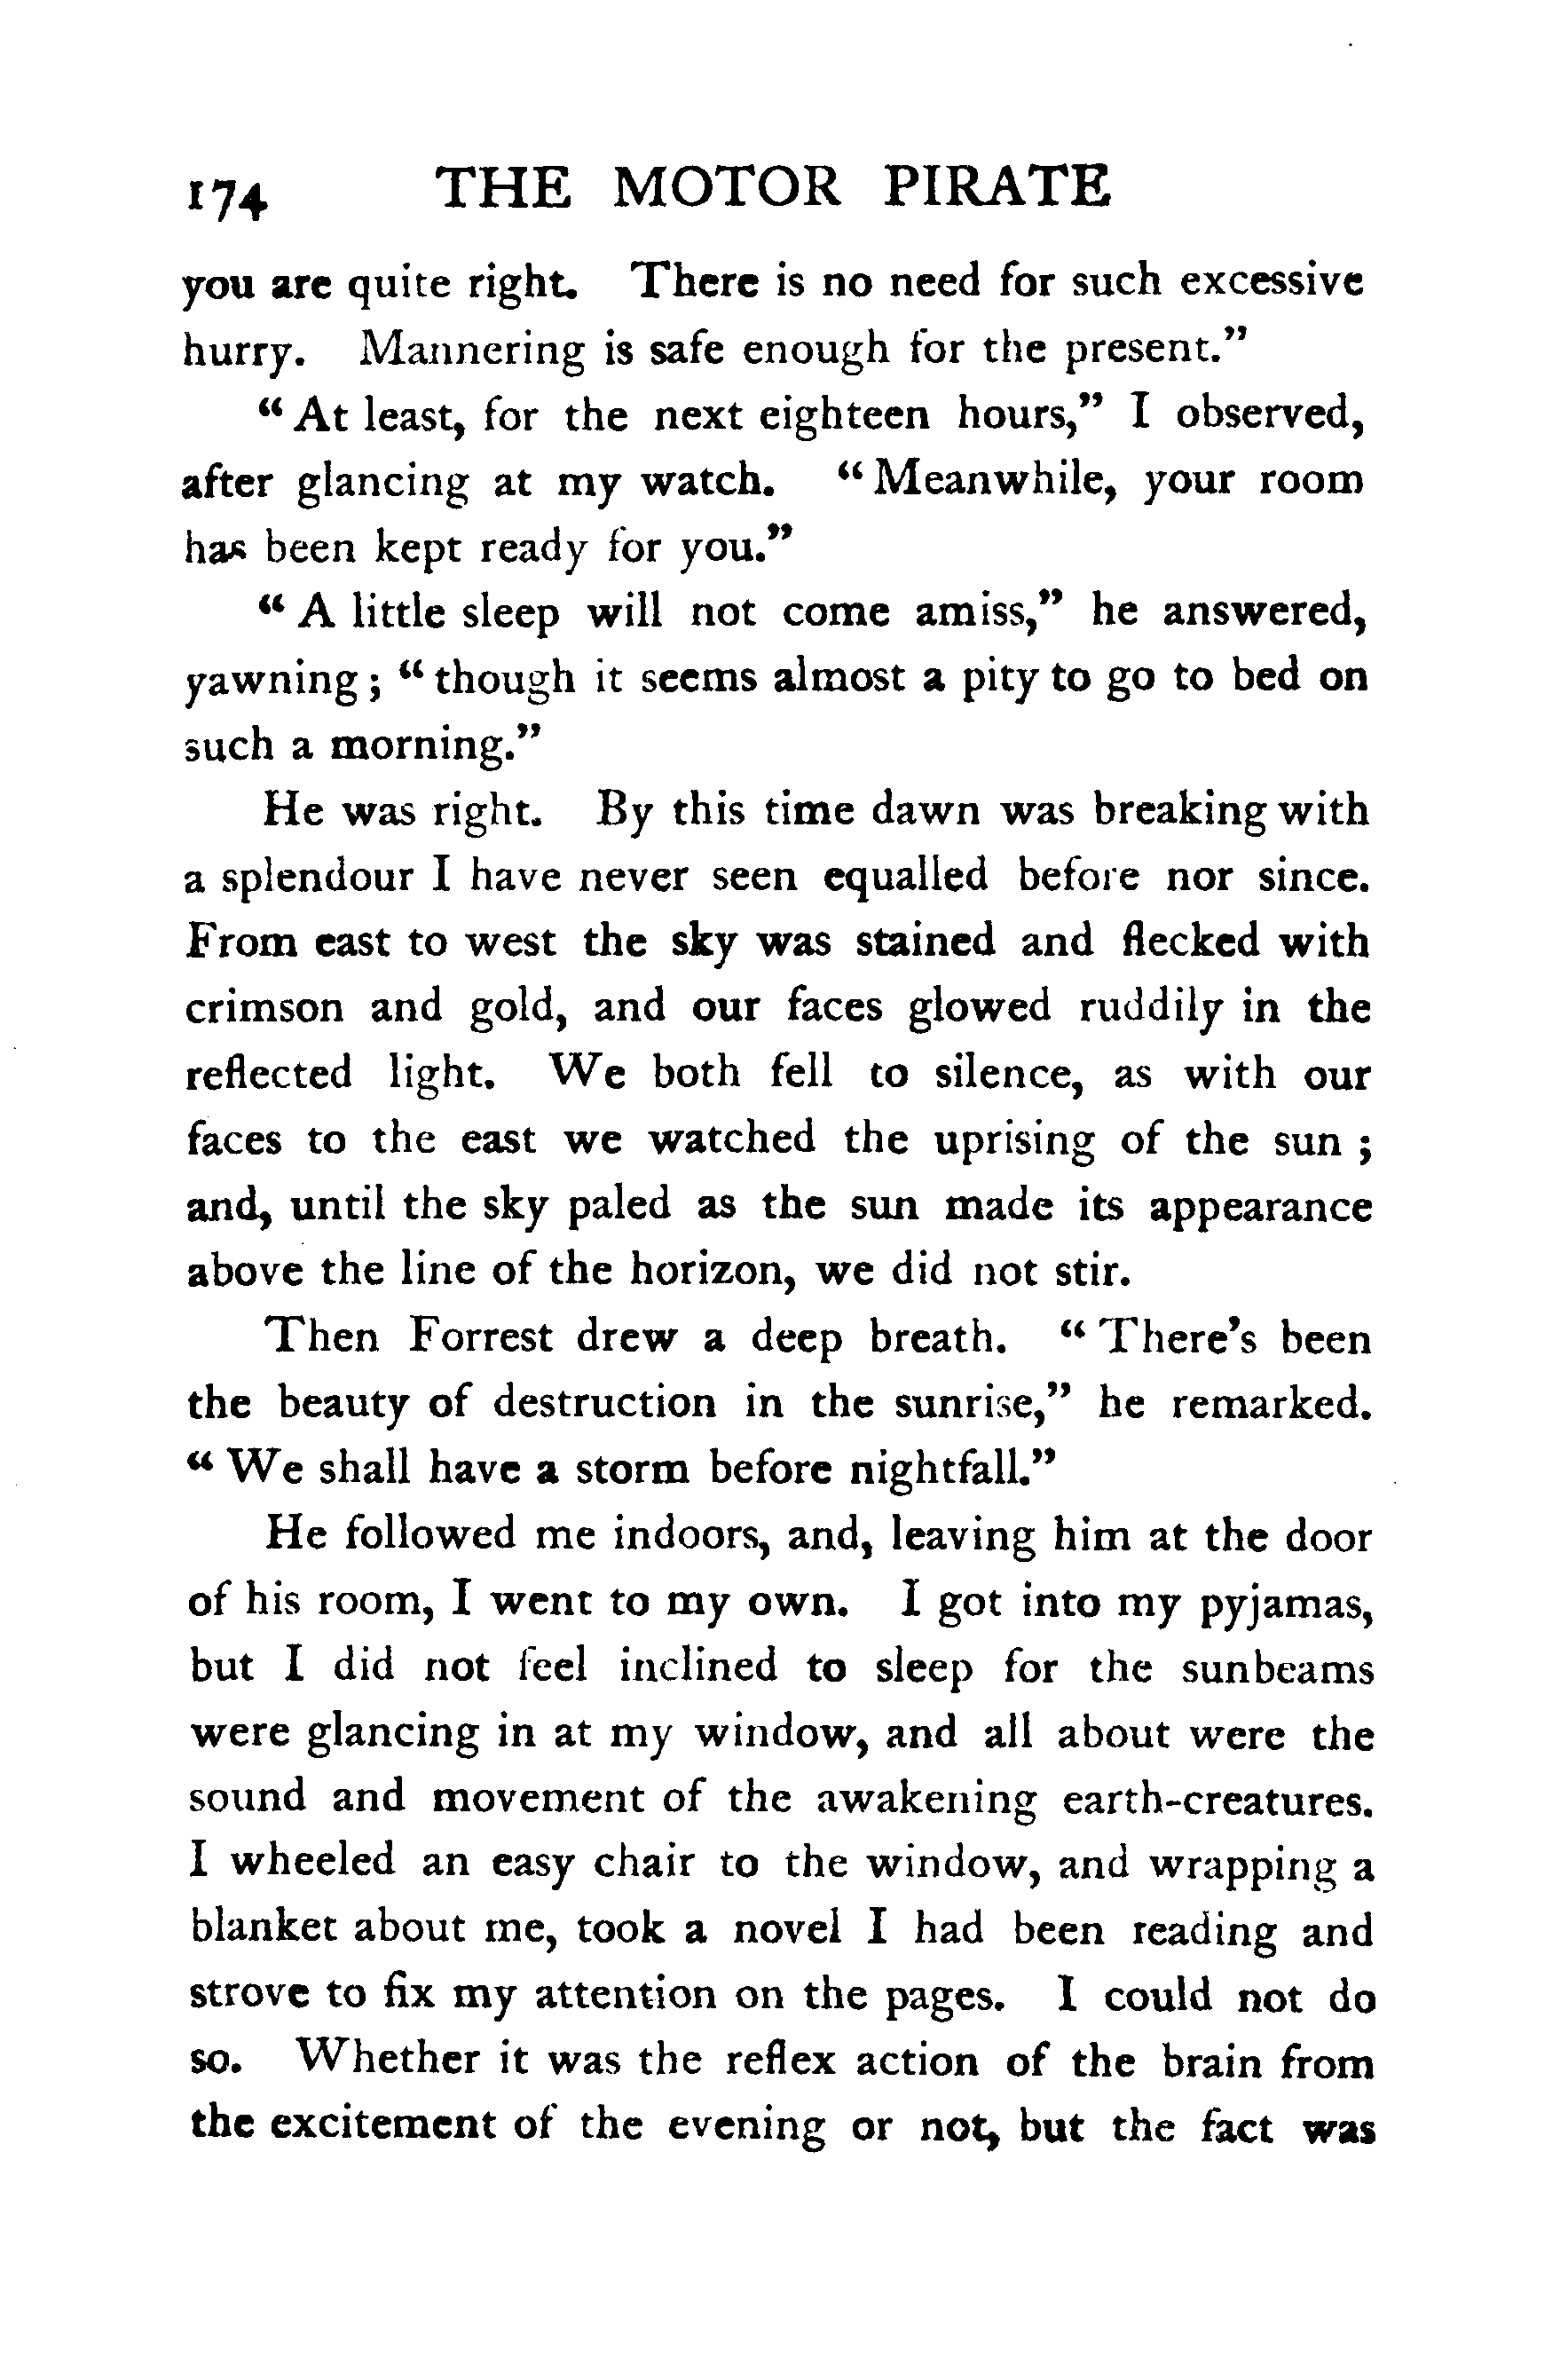 174 THE MOTOR PIRATE
you are quite right. There is no need for such excessive
hurry. Mannering is safe enough for the present."
" At least, for the next eighteen hours," I observed,
after glancing at my watch. " Meanwhile, your room
has been kept ready for you."
" A little sleep will not come amiss," he answered,
yawning ; " though it seems almost a pity to go to bed on
such a morning."
He was right. By this time dawn was breaking with
a splendour I have never seen equalled before nor since.
From east to west the sky was stained and flecked with
crimson and gold, and our faces glowed ruddily in the
reflected light. We both fell to silence, as with our
faces to the east we watched the uprising of the sun ;
and, until the sky paled as the sun made its appearance
above the line of the horizon, we did not stir.
Then Forrest drew a deep breath. " There's been
the beauty of destruction in the sunrise," he remarked.
" We shall have a storm before nightfall."
He followed me indoors, and, leaving him at the door
of his room, I went to my own. I got into my pyjamas,
but I did not feel inclined to sleep for the sunbeams
were glancing in at my window, and all about were the
sound and movement of the awakening earth-creatures.
I wheeled an easy chair to the window, and wrapping a
blanket about me, took a novel I had been reading and
strove to fix my attention on the pages. I could not do
so. Whether it was the reflex action of the brain from
the excitement of the evening or not, but the fact was